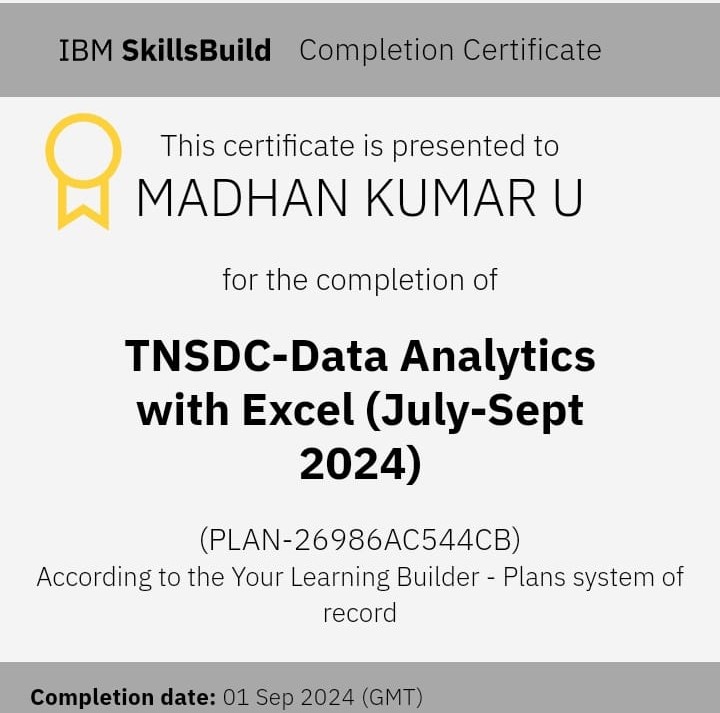 IBM SkillsBuild Completion Certificate
This certificate is presented to
MADHAN KUMAR U
for the completion of
TNSDC-Data Analytics
with Excel (July-Sept
2024)
(PLAN-26986AC544CB)
According to the Your Learning Builder - Plans system of
record
Completion date: 01 Sep 2024 (GMT)